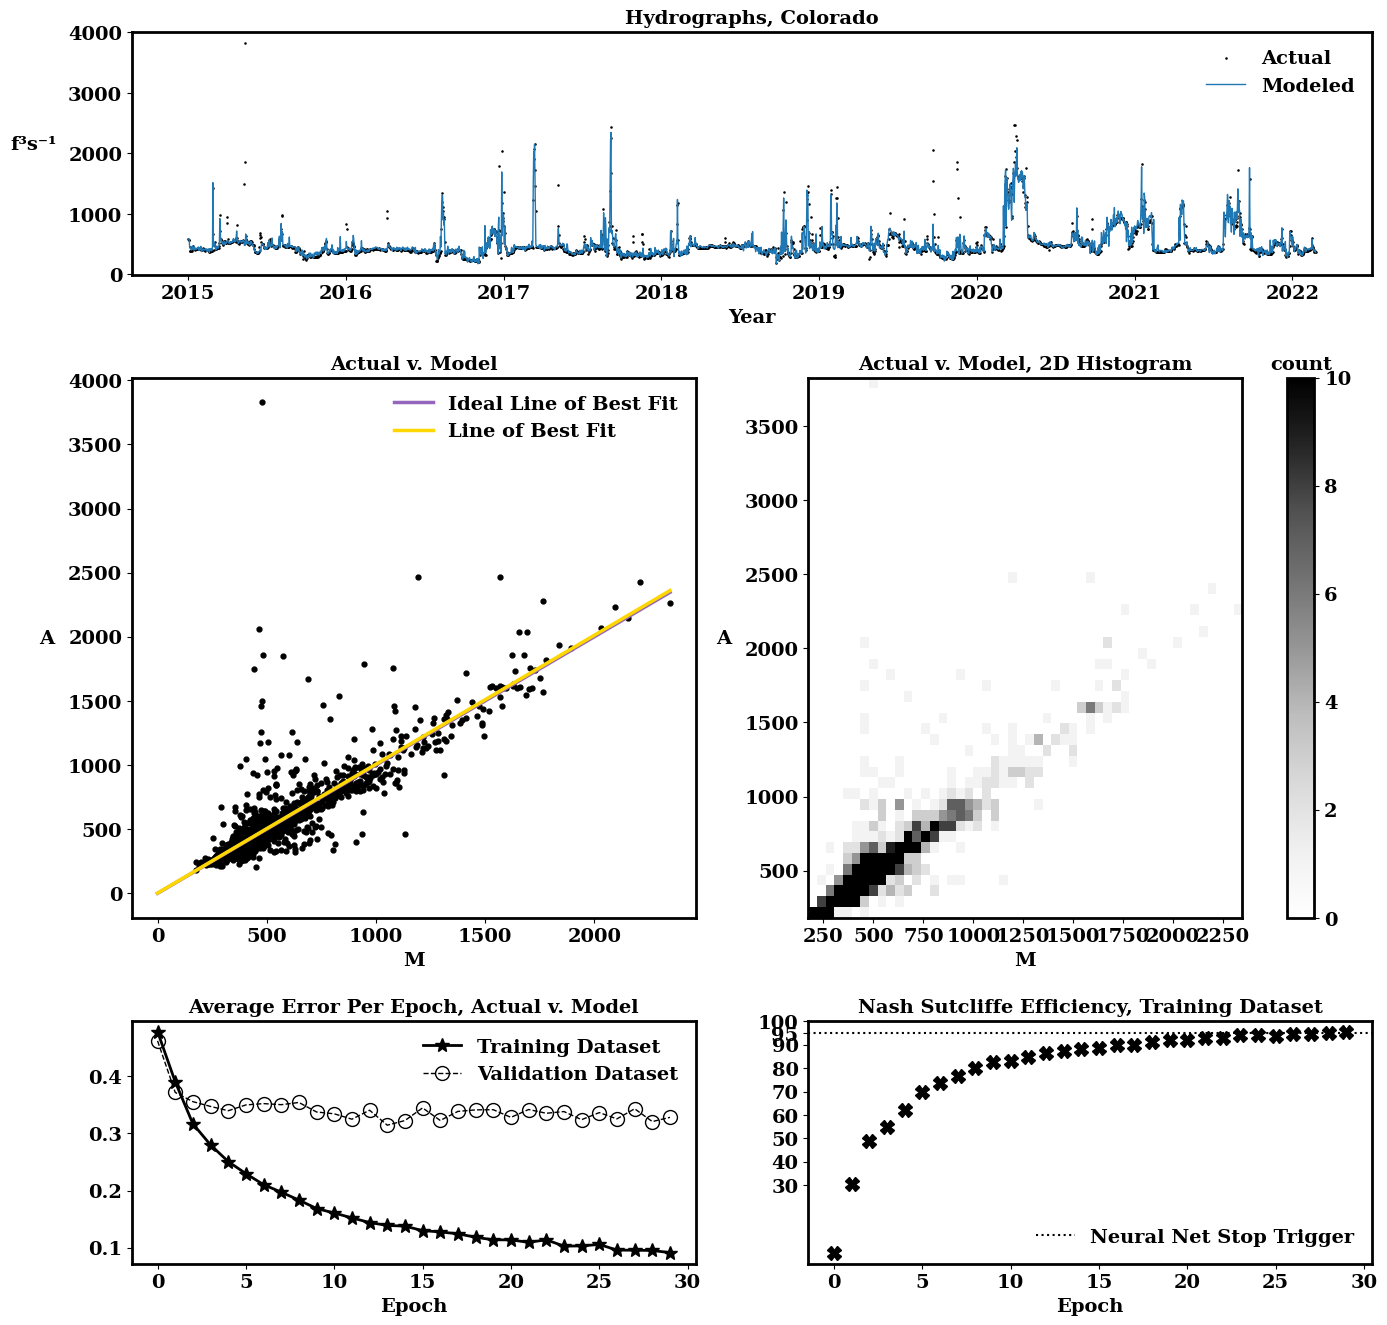 Hydrographs, Colorado
4000
3000
f³s⁻¹
2000
1000
0
Actual
Modeled
2015 2016 2017 2018 2019 2020 2021 2022
Year
Actual v. Model
4000
3500
3000
2500
2000
A
1500
1000
500
0
Ideal Line of Best Fit
Line of Best Fit
0 500 1000 1500 2000
M
Actual v. Model, 2D Histogram
3500
3000
2500
2000
A
1500
1000
500
250 500 750 1000 1250 1500 1750 2000 2250
M
count
10
8
6
4
2
0
Average Error Per Epoch, Actual v. Model
0.4
0.3
0.2
0.1
Training Dataset
Validation Dataset
0 5 10 15 20 25 30
Epoch
Nash Sutcliffe Efficiency, Training Dataset
100
95
90
80
70
60
50
40
30
Neural Net Stop Trigger
0 5 10 15 20 25 30
Epoch